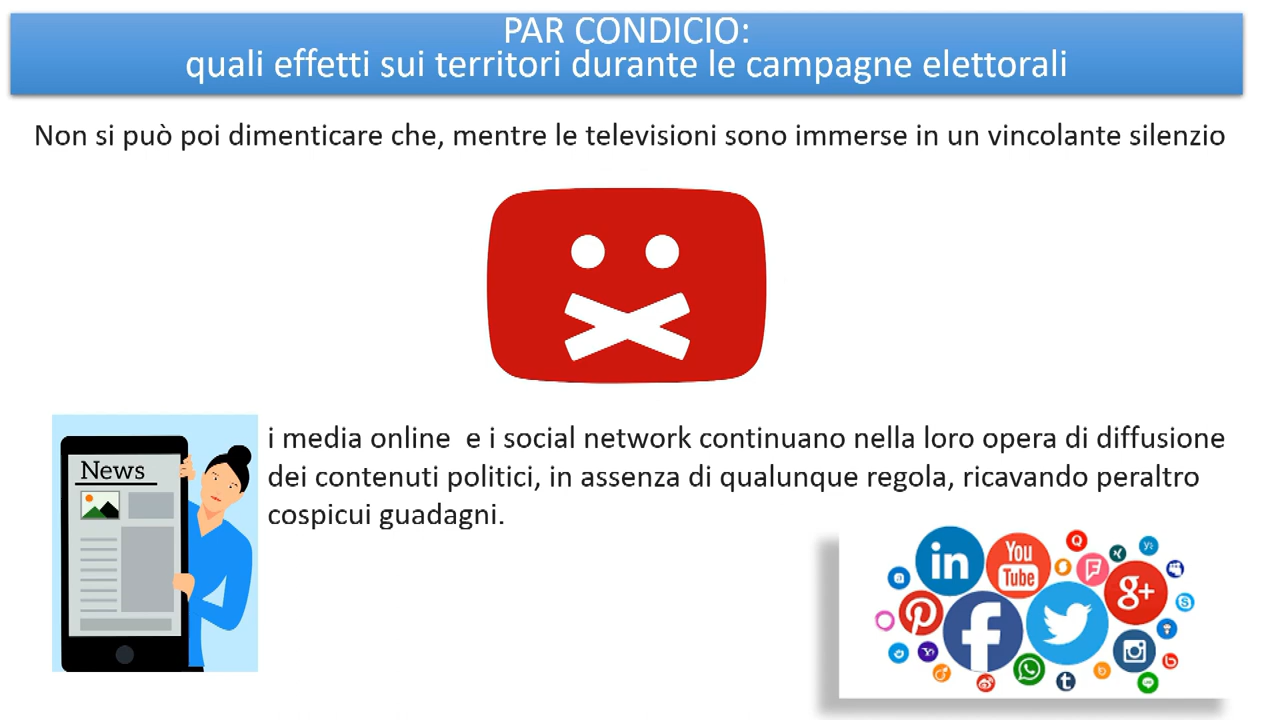 PAR CONDICIO:
quali effetti sui territori durante le campagne elettorali
Non si può poi dimenticare che, mentre le televisioni sono immerse in un vincolante silenzio
i media online e i social network continuano nella loro opera di diffusione
dei contenuti politici, in assenza di qualunque regola, ricavando peraltro
cospicui guadagni.
News
in
You
Tube
g+
f